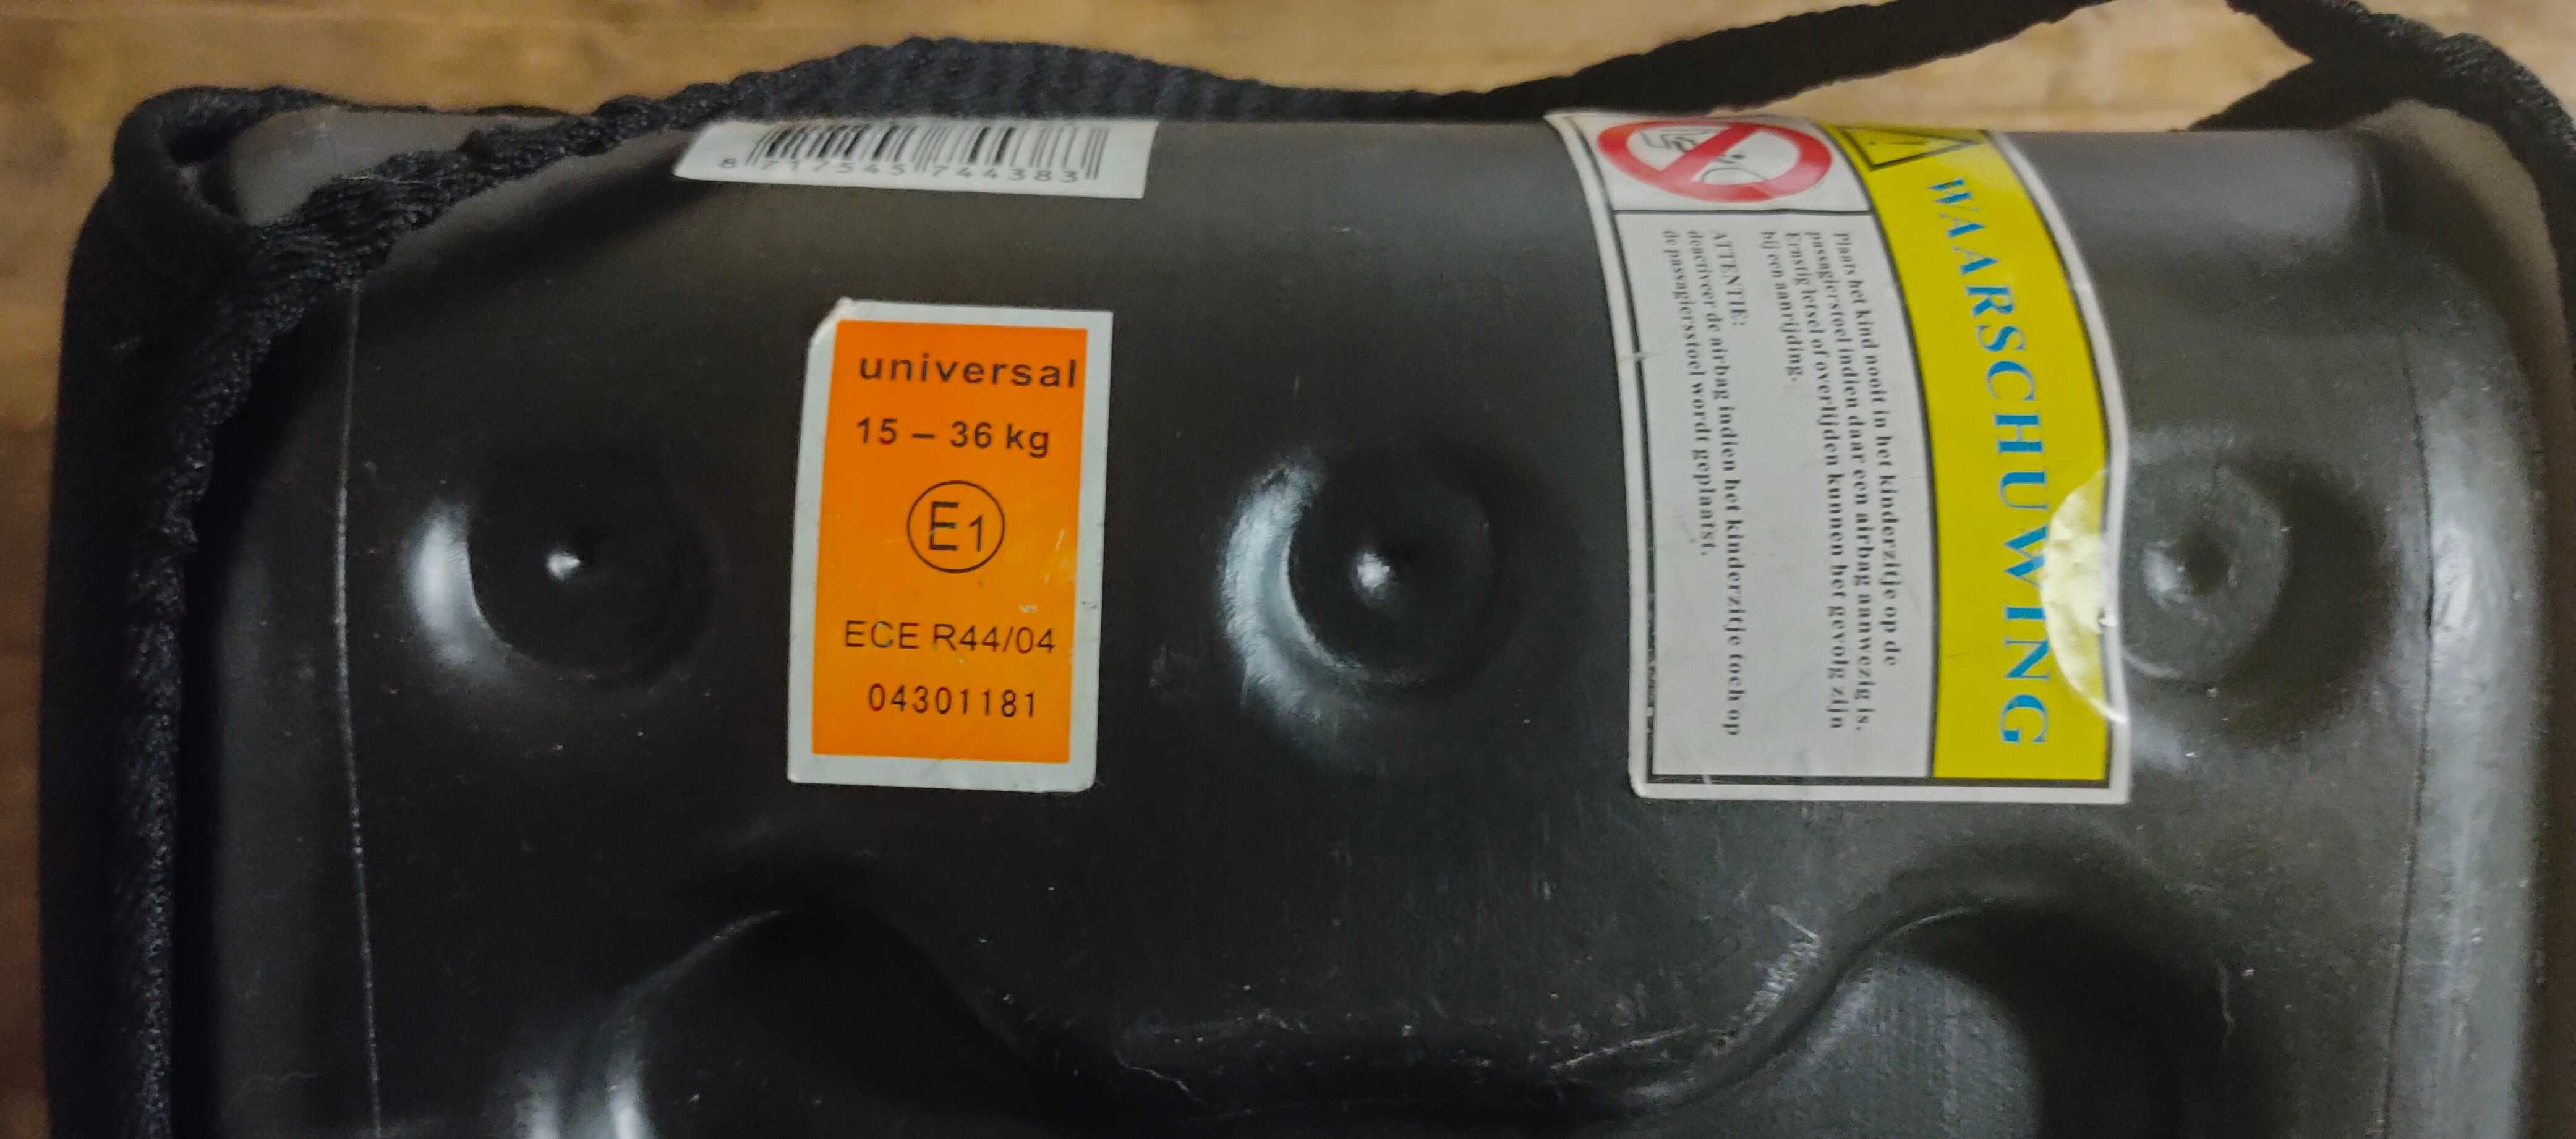 8 717545 744383
universal
15 – 36 kg
E1
ECE R44/04
04301181
WAARSCHUWING
Plaats het kind nooit in het kinderzitje op de
passagierstoel indien daar een airbag aanwezig is.
Ernstig letsel of overlijden kunnen het gevolg zijn
bij een aanrijding.
ATTENTIE:
deactiveer de airbag indien het kinderzitje toch op
de passagiersstoel wordt geplaatst.